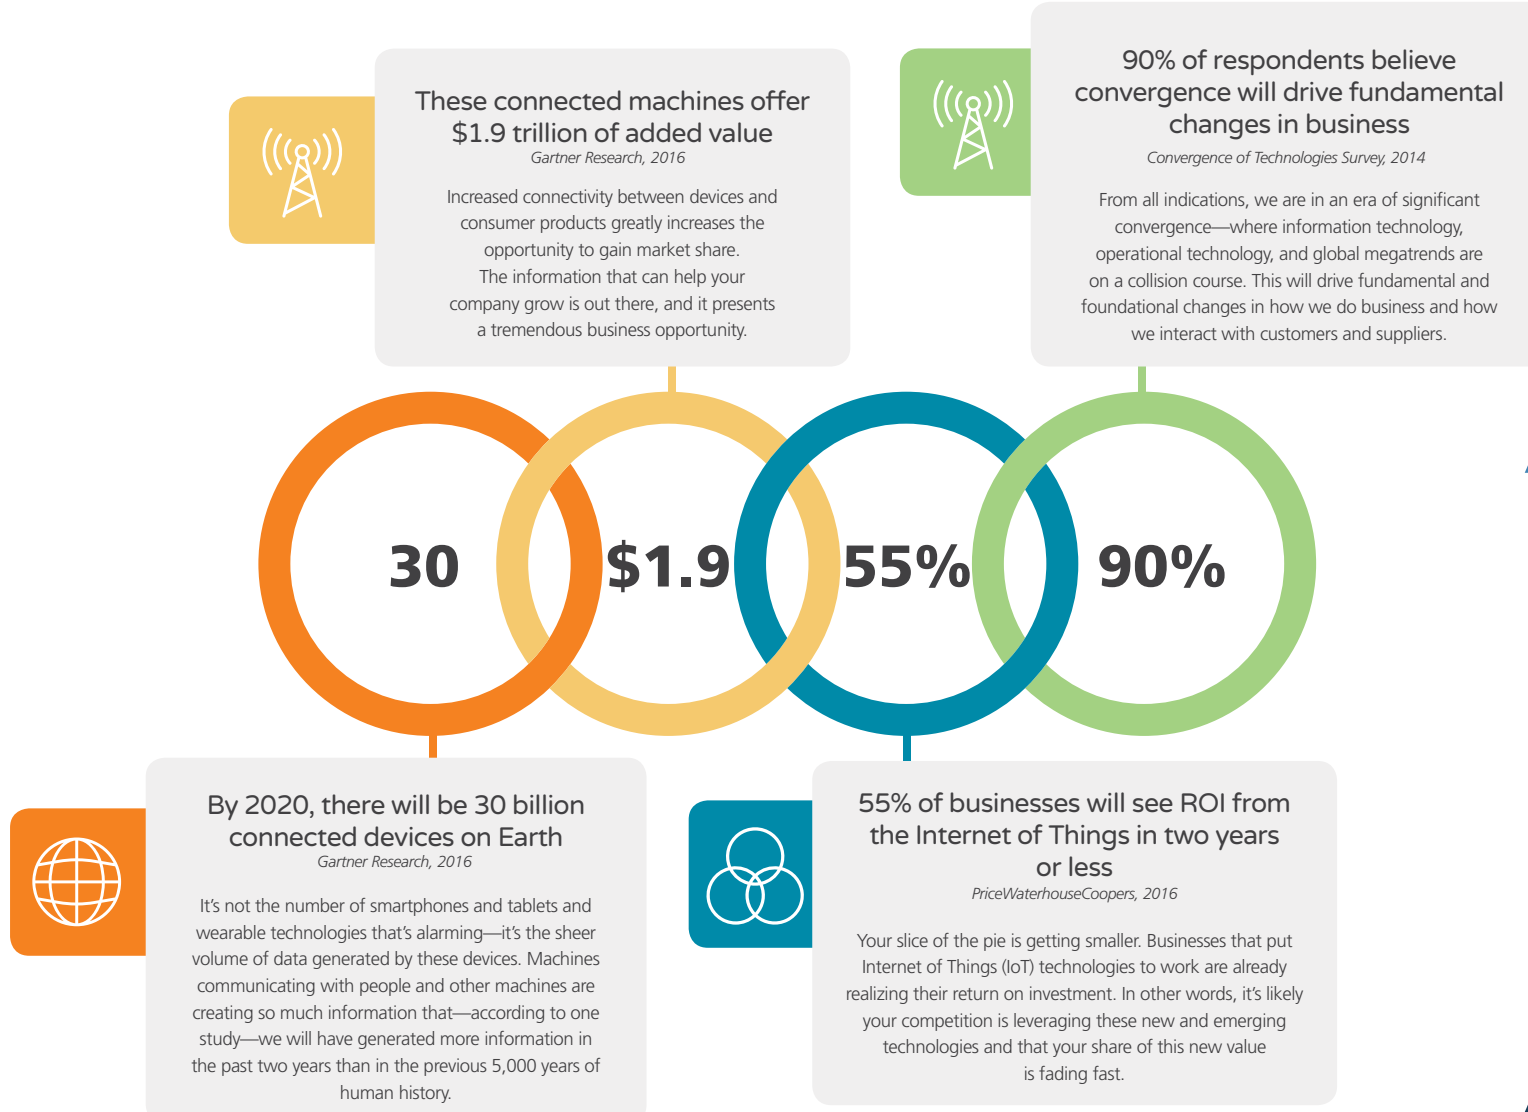 These connected machines offer
$1.9 trillion of added value
Gartner Research, 2016
Increased connectivity between devices and
consumer products greatly increases the
opportunity to gain market share.
The information that can help your
company grow is out there, and it presents
a tremendous business opportunity.
90% of respondents believe
convergence will drive fundamental
changes in business
Convergence of Technologies Survey, 2014
From all indications, we are in an era of significant
convergence—where information technology,
operational technology, and global megatrends are
on a collision course. This will drive fundamental and
foundational changes in how we do business and how
we interact with customers and suppliers.
30
$1.9
55%
90%
By 2020, there will be 30 billion
connected devices on Earth
Gartner Research, 2016
It’s not the number of smartphones and tablets and
wearable technologies that’s alarming—it’s the sheer
volume of data generated by these devices. Machines
communicating with people and other machines are
creating so much information that—according to one
study—we will have generated more information in
the past two years than in the previous 5,000 years of
human history.
55% of businesses will see ROI from
the Internet of Things in two years
or less
PriceWaterhouseCoopers, 2016
Your slice of the pie is getting smaller. Businesses that put
Internet of Things (IoT) technologies to work are already
realizing their return on investment. In other words, it’s likely
your competition is leveraging these new and emerging
technologies and that your share of this new value
is fading fast.